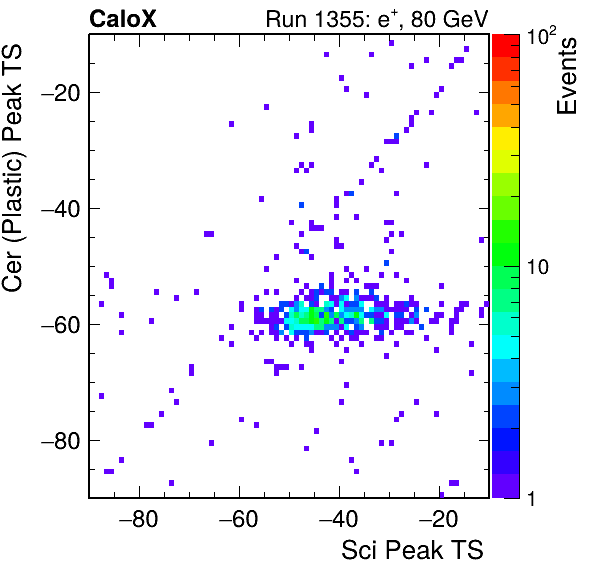 CaloX
Run 1355: e⁺, 80 GeV
Cer (Plastic) Peak TS
−20
−40
−60
−80
−80
−60
−40
−20
Sci Peak TS
10²
10
1
Events